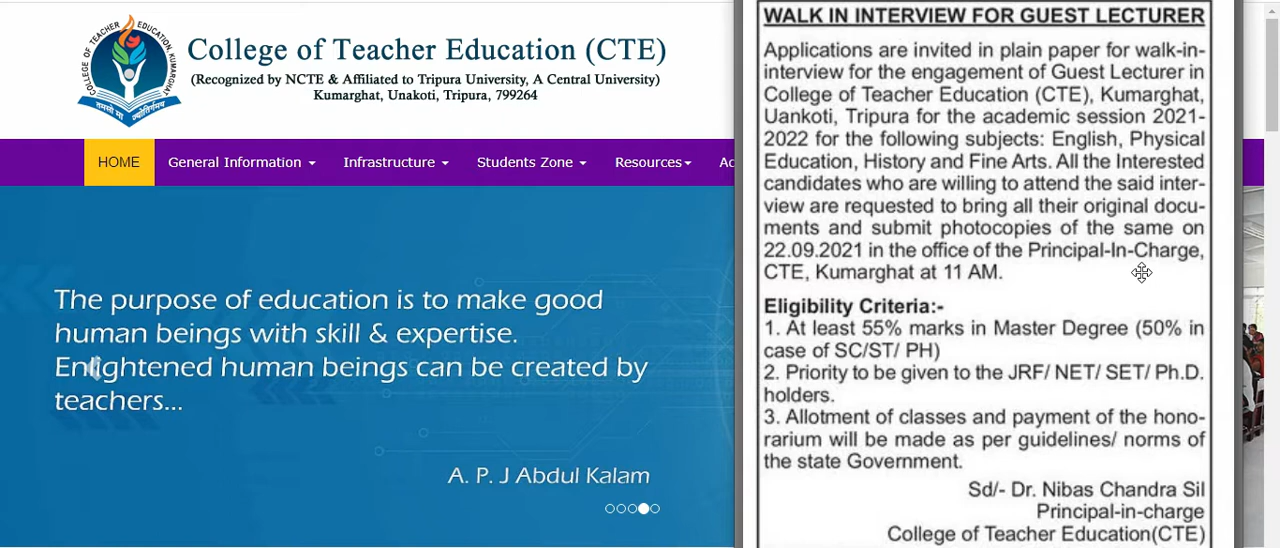 COLLEGE OF TEACHER EDUCATION, KUMARGHAT
तमसो मा ज्योतिर्गमय
College of Teacher Education (CTE)
(Recognized by NCTE & Affiliated to Tripura University, A Central University)
Kumarghat, Unakoti, Tripura, 799264
HOME General Information Infrastructure Students Zone Resources Ac
The purpose of education is to make good
human beings with skill & expertise.
Enlightened human beings can be created by
teachers...
A. P. J Abdul Kalam
WALK IN INTERVIEW FOR GUEST LECTURER
Applications are invited in plain paper for walk-in-
interview for the engagement of Guest Lecturer in
College of Teacher Education (CTE), Kumarghat,
Uankoti, Tripura for the academic session 2021-
2022 for the following subjects: English, Physical
Education, History and Fine Arts. All the Interested
candidates who are willing to attend the said inter-
view are requested to bring all their original docu-
ments and submit photocopies of the same on
22.09.2021 in the office of the Principal-In-Charge,
CTE, Kumarghat at 11 AM.
Eligibility Criteria:-
1. At least 55% marks in Master Degree (50% in
case of SC/ST/ PH)
2. Priority to be given to the JRF/ NET/ SET/ Ph.D.
holders.
3. Allotment of classes and payment of the hono-
rarium will be made as per guidelines/ norms of
the state Government.
Sd/- Dr. Nibas Chandra Sil
Principal-in-charge
College of Teacher Education(CTE)